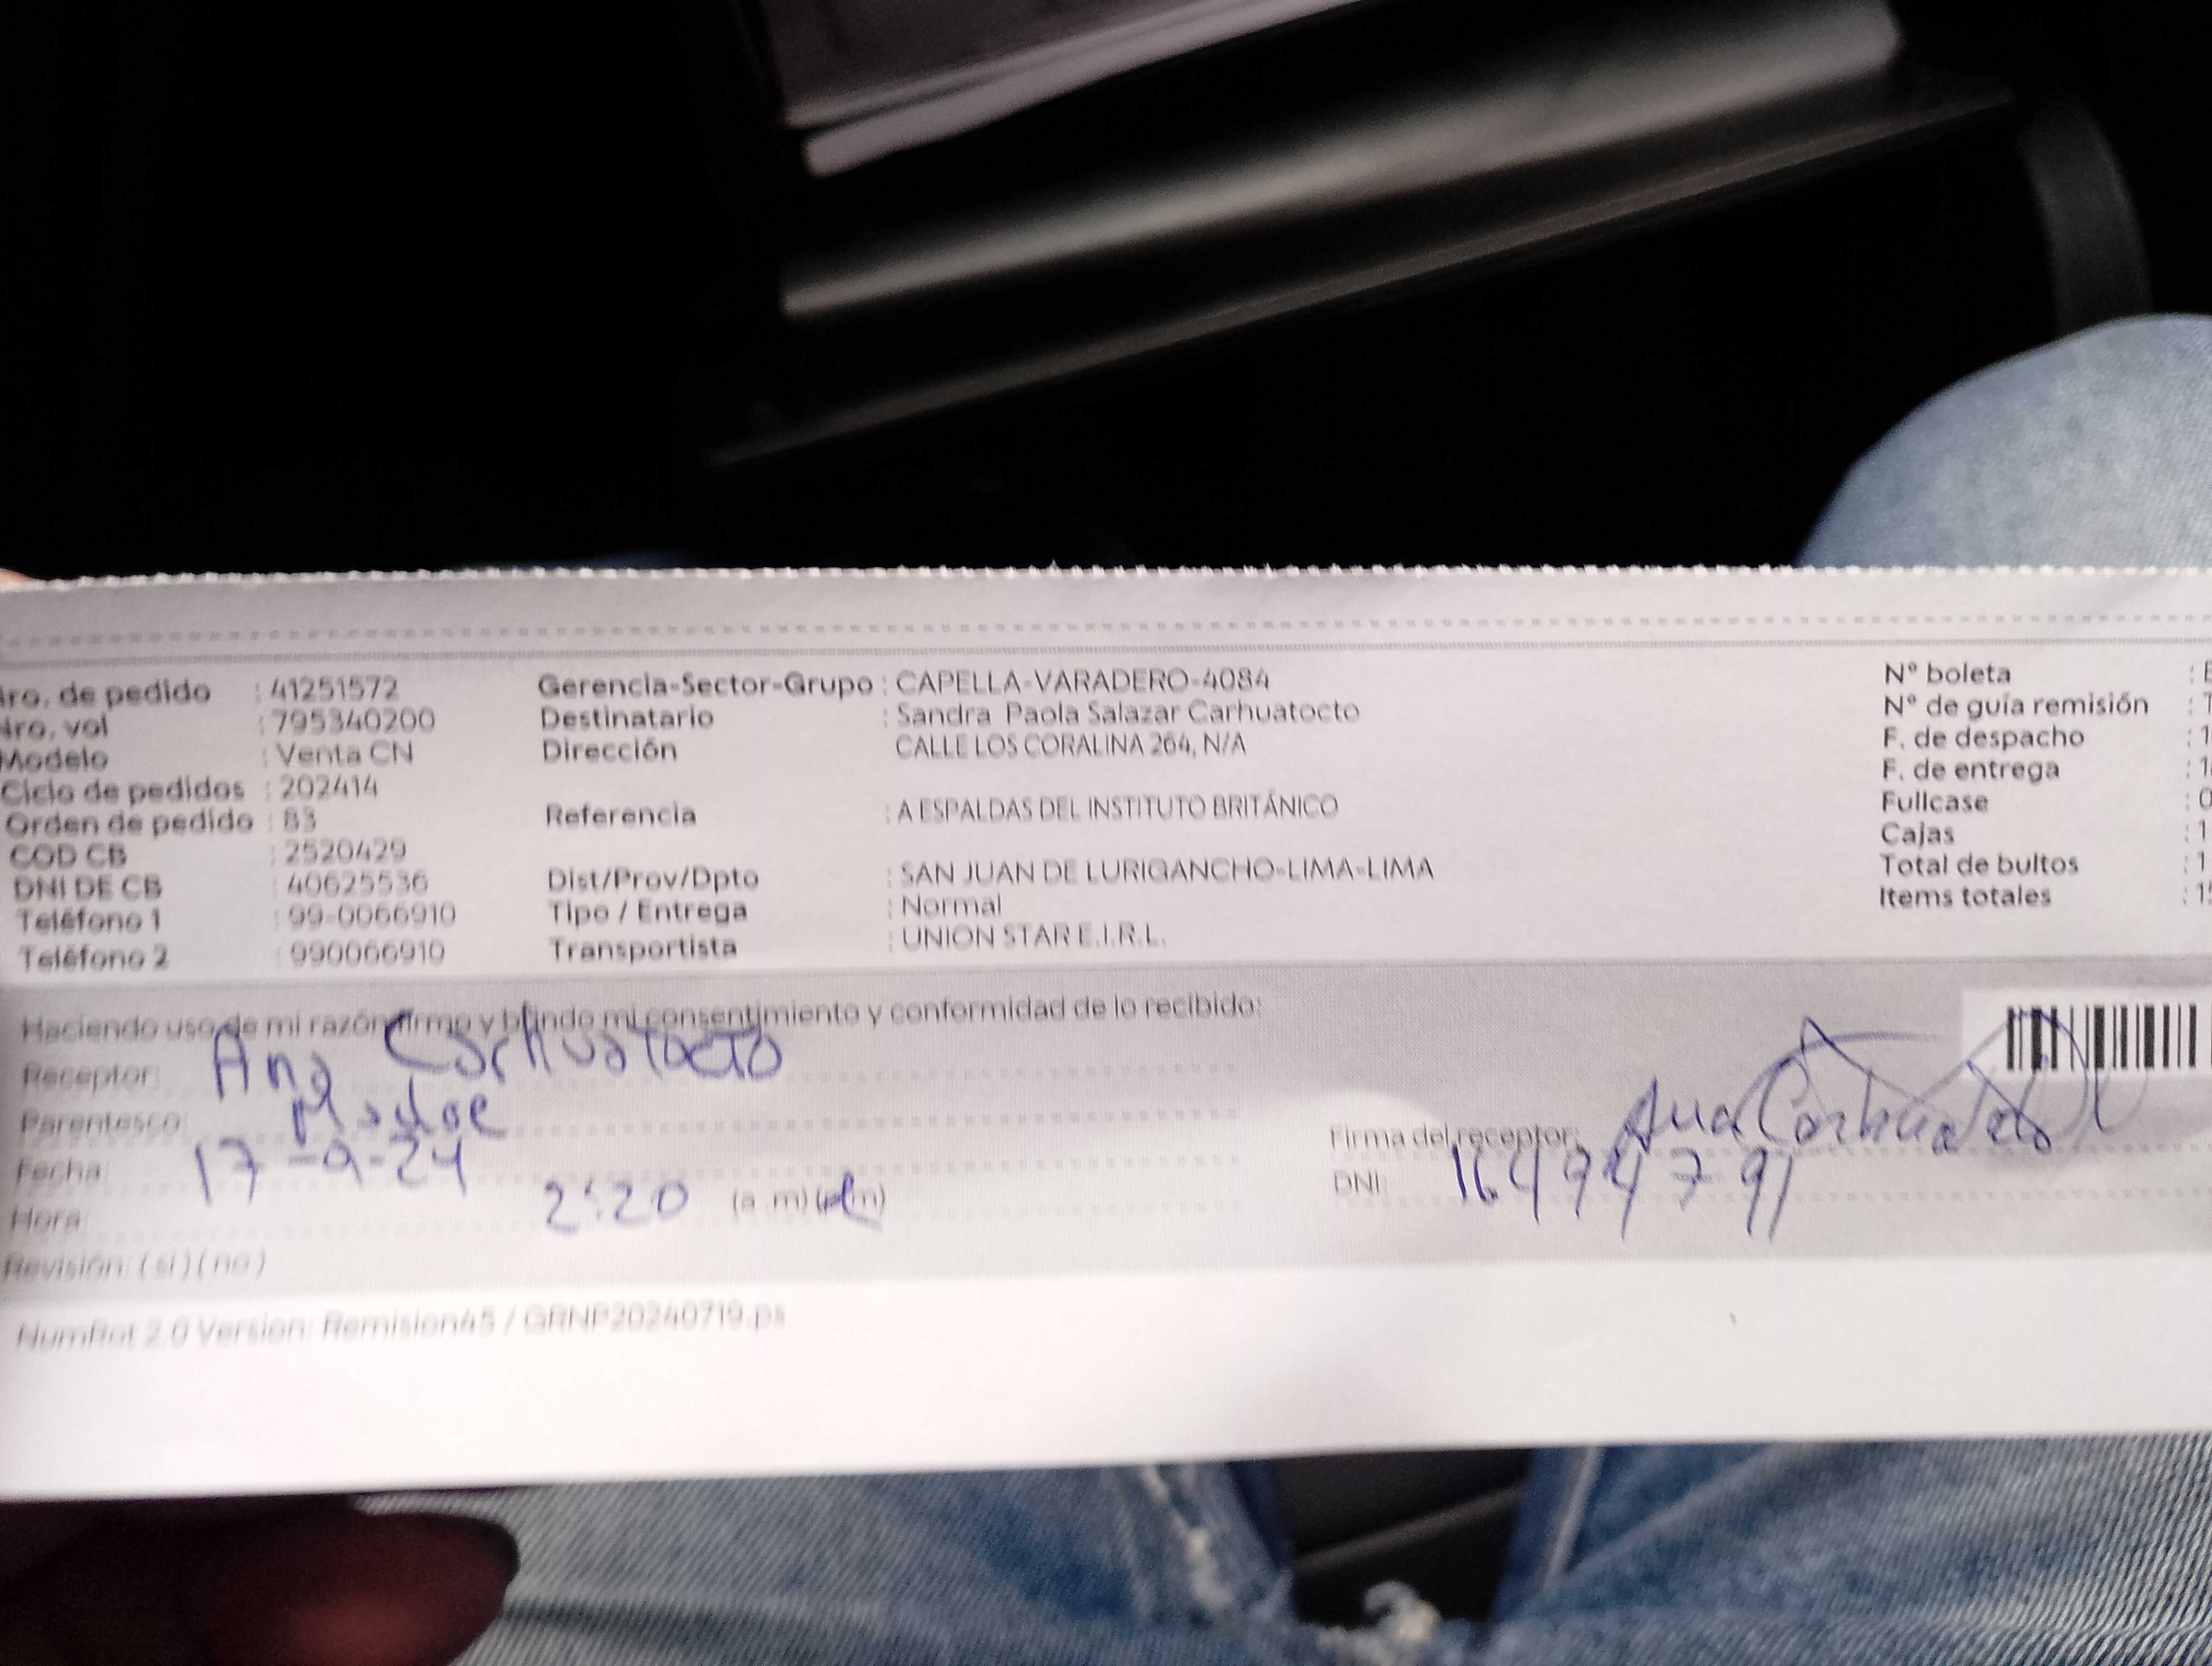 Nro. de pedido : 41251572
Nro. vol : 795340200
Modelo : Venta CN
Ciclo de pedidos : 202414
Orden de pedido : 83
COD CB : 2520429
DNI DE CB : 40625536
Teléfono 1 : 99-0066910
Teléfono 2 : 990066910
Gerencia-Sector-Grupo : CAPELLA-VARADERO-4084
Destinatario : Sandra Paola Salazar Carhuatocto
Dirección CALLE LOS CORALINA 264, N/A
Referencia : A ESPALDAS DEL INSTITUTO BRITÁNICO
Dist/Prov/Dpto : SAN JUAN DE LURIGANCHO-LIMA-LIMA
Tipo / Entrega : Normal
Transportista : UNION STAR E.I.R.L.
N° boleta :
N° de guía remisión :
F. de despacho :
F. de entrega :
Fullcase :
Cajas : 1
Total de bultos : 1
Items totales :
Haciendo uso de mi razón firmo y brindo mi consentimiento y conformidad de lo recibido:
Receptor: Ana Carhuatocto
Parentesco: Madre
Fecha: 17-9-24
Hora: 2:20 (a.m) (p.m)
Revisión: (si) (no)
Firma del receptor: Ana Carhuatocto
DNI: 16494791
NumRot 2.0 Version: Remision45 / GRNP20240719.ps